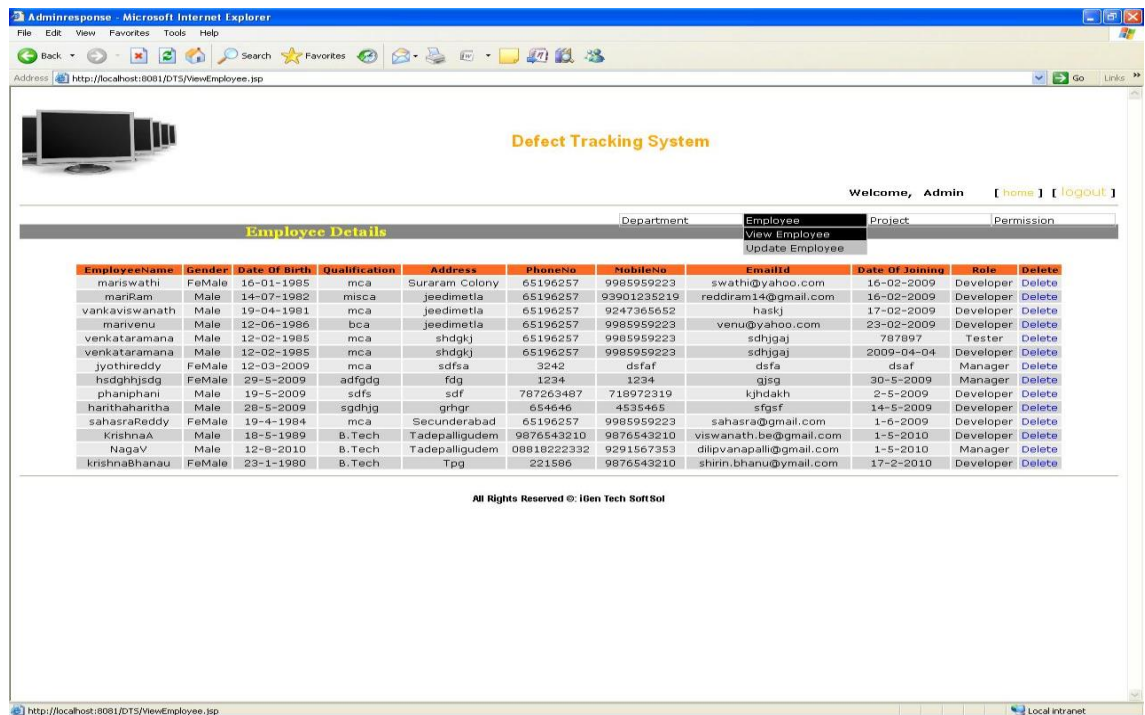 Adminresponse - Microsoft Internet Explorer
File Edit View Favorites Tools Help
Back Search Favorites
Address http://localhost:8081/DTS/ViewEmployee.jsp Go Links »
Defect Tracking System
Welcome, Admin [ home ] [ logout ]
Department Employee Project Permission
Employee Details View Employee
Update Employee
EmployeeName Gender Date Of Birth Qualification Address PhoneNo MobileNo EmailId Date Of Joining Role Delete
mariswathi FeMale 16-01-1985 mca Suraram Colony 65196257 9985959223 swathi@yahoo.com 16-02-2009 Developer Delete
mariRam Male 14-07-1982 misca jeedimetla 65196257 93901235219 reddiram14@gmail.com 16-02-2009 Developer Delete
vankaviswanath Male 19-04-1981 mca jeedimetla 65196257 9247365652 haskj 17-02-2009 Developer Delete
marivenu Male 12-06-1986 bca jeedimetla 65196257 9985959223 venu@yahoo.com 23-02-2009 Developer Delete
venkataramana Male 12-02-1985 mca shdgkj 65196257 9985959223 sdhjgaj 787897 Tester Delete
venkataramana Male 12-02-1985 mca shdgkj 65196257 9985959223 sdhjgaj 2009-04-04 Developer Delete
jyothireddy FeMale 12-03-2009 mca sdfsa 3242 dsfaf dsfa dsaf Manager Delete
hsdghhjsdg FeMale 29-5-2009 adfgdg fdg 1234 1234 gjsg 30-5-2009 Manager Delete
phaniphani Male 19-5-2009 sdfs sdf 787263487 718972319 kjhdakh 2-5-2009 Developer Delete
harithaharitha Male 28-5-2009 sgdhjg grhgr 654646 4535465 sfgsf 14-5-2009 Manager Delete
sahasraReddy FeMale 19-4-1984 mca Secunderabad 65196257 9985959223 sahasra@gmail.com 1-6-2009 Developer Delete
KrishnaA Male 18-5-1989 B.Tech Tadepalligudem 9876543210 9876543210 viswanath.be@gmail.com 1-5-2010 Developer Delete
NagaV Male 12-8-2010 B.Tech Tadepalligudem 08818222332 9291567353 dilipvanapalli@gmail.com 1-5-2010 Manager Delete
krishnaBhanau FeMale 23-1-1980 B.Tech Tpg 221586 9876543210 shirin.bhanu@ymail.com 17-2-2010 Developer Delete
All Rights Reserved ©: iGen Tech SoftSol
http://localhost:8081/DTS/ViewEmployee.jsp Local intranet